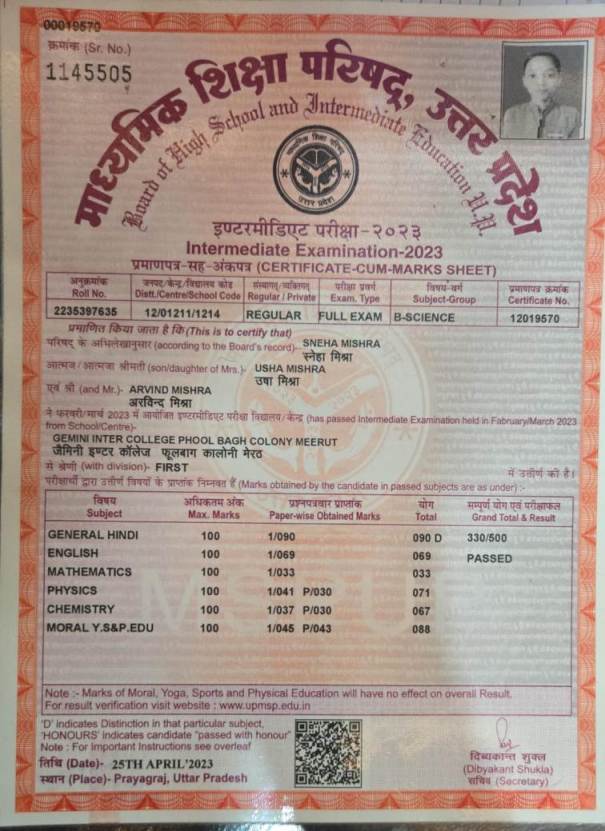 00019570
क्रमांक (Sr. No.)
1145505
माध्यमिक शिक्षा परिषद्, उत्तर प्रदेश
Board of High School and Intermediate Education U.P.
माध्यमिक शिक्षा परिषद्
उत्तर प्रदेश
इण्टरमीडिएट परीक्षा-२०२३
Intermediate Examination-2023
प्रमाणपत्र-सह-अंकपत्र (CERTIFICATE-CUM-MARKS SHEET)
अनुक्रमांक Roll No. जनपद/केन्द्र/विद्यालय कोड Distt./Centre/School Code संस्थागत/व्यक्तिगत Regular / Private परीक्षा प्रवर्ग Exam. Type विषय-वर्ग Subject-Group प्रमाणपत्र क्रमांक Certificate No.
2235397635 12/01211/1214 REGULAR FULL EXAM B-SCIENCE 12019570
प्रमाणित किया जाता है कि (This is to certify that)
परिषद् के अभिलेखानुसार (according to the Board's record)-- SNEHA MISHRA
स्नेहा मिश्रा
आत्मज / आत्मजा श्रीमती (son/daughter of Mrs.)- USHA MISHRA
उषा मिश्रा
एवं श्री (and Mr.)- ARVIND MISHRA
अरविन्द मिश्रा
ने फरवरी/मार्च 2023 में आयोजित इण्टरमीडिएट परीक्षा विद्यालय/ केन्द्र (has passed Intermediate Examination held in Fabruary/March 2023
from School/Centre)-
GEMINI INTER COLLEGE PHOOL BAGH COLONY MEERUT
जैमिनी इण्टर कॉलेज फूलबाग कालोनी मेरठ
से श्रेणी (with division)- FIRST में उत्तीर्ण की है।
परीक्षार्थी द्वारा उत्तीर्ण विषयों के प्राप्तांक निम्नवत हैं (Marks obtained by the candidate in passed subjects are as under) :-
विषय Subject अधिकतम अंक Max. Marks प्रश्नपत्रवार प्राप्तांक Paper-wise Obtained Marks योग Total सम्पूर्ण योग एवं परीक्षाफल Grand Total & Result
GENERAL HINDI 100 1/090 090 D 330/500
ENGLISH 100 1/069 069 PASSED
MATHEMATICS 100 1/033 033
PHYSICS 100 1/041 P/030 071
CHEMISTRY 100 1/037 P/030 067
MORAL Y.S&P.EDU 100 1/045 P/043 088
Note :- Marks of Moral, Yoga, Sports and Physical Education will have no effect on overall Result.
For result verification visit website : www.upmsp.edu.in
'D' indicates Distinction in that particular subject,
'HONOURS' indicates candidate "passed with honour"
Note : For Important Instructions see overleaf
तिथि (Date)- 25TH APRIL'2023
स्थान (Place)- Prayagraj, Uttar Pradesh
दिब्यकान्त शुक्ल
(Dibyakant Shukla)
सचिव (Secretary)